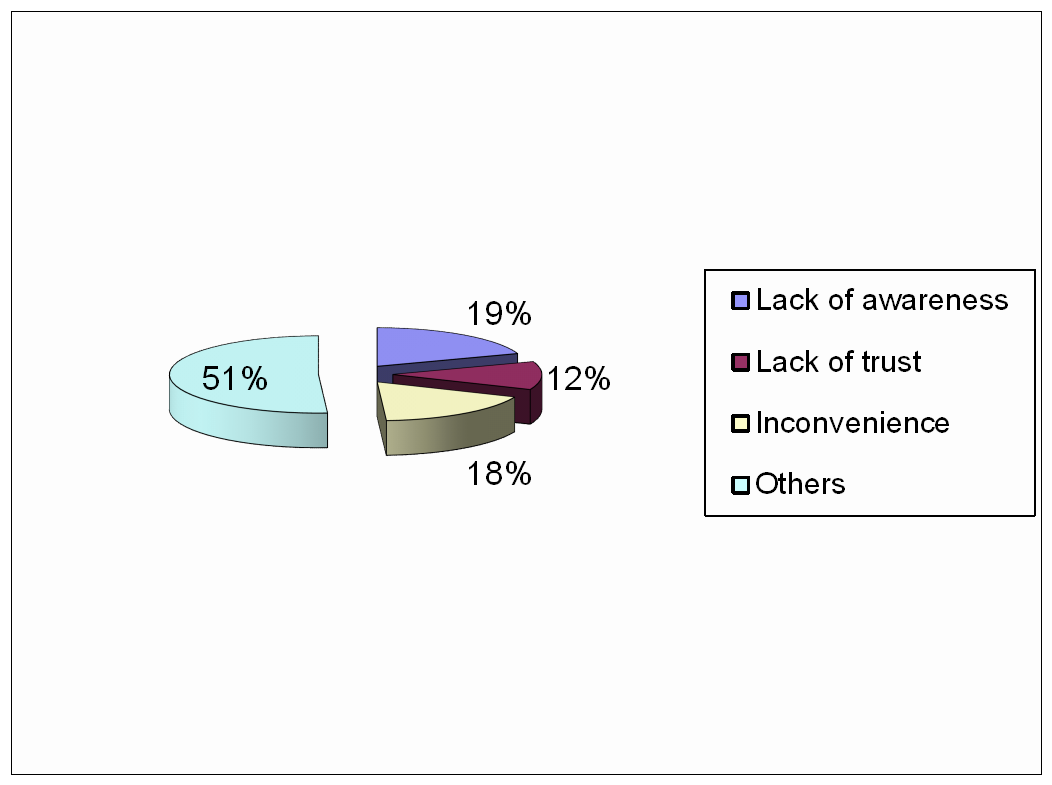 19%
51%
12%
18%
Lack of awareness
Lack of trust
Inconvenience
Others